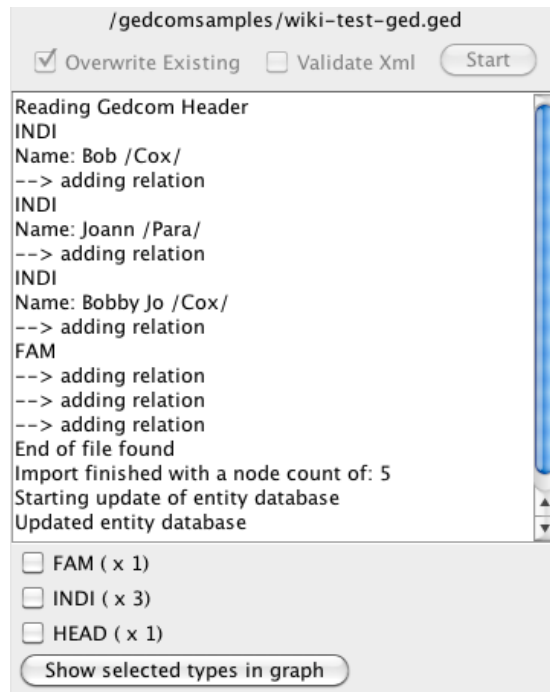 /gedcomsamples/wiki-test-ged.ged
Overwrite Existing Validate Xml Start
Reading Gedcom Header
INDI
Name: Bob /Cox/
--> adding relation
INDI
Name: Joann /Para/
--> adding relation
INDI
Name: Bobby Jo /Cox/
--> adding relation
FAM
--> adding relation
--> adding relation
--> adding relation
End of file found
Import finished with a node count of: 5
Starting update of entity database
Updated entity database
FAM ( x 1)
INDI ( x 3)
HEAD ( x 1)
Show selected types in graph